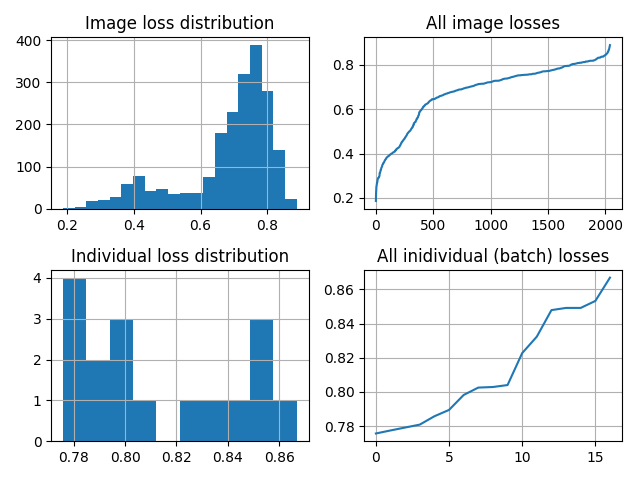 Image loss distribution
400
300
200
100
0
0.2 0.4 0.6 0.8
All image losses
0.8
0.6
0.4
0.2
0 500 1000 1500 2000
Individual loss distribution
4
3
2
1
0
0.78 0.80 0.82 0.84 0.86
All inidividual (batch) losses
0.86
0.84
0.82
0.80
0.78
0 5 10 15